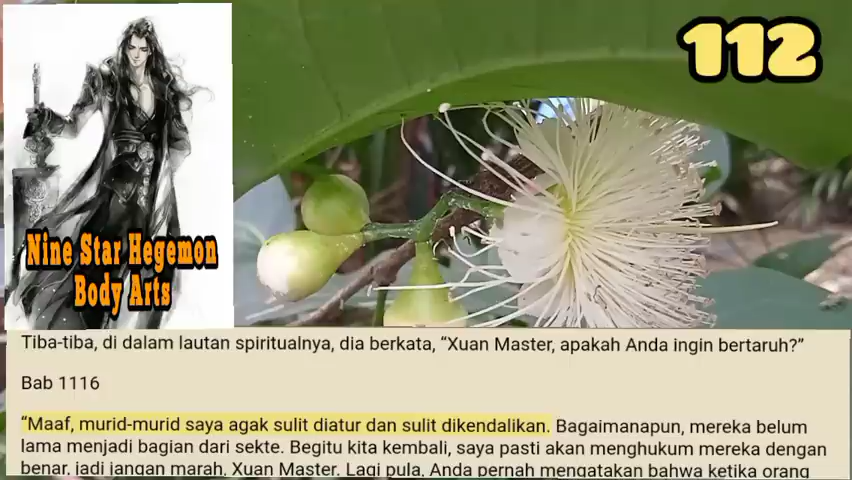 112
Nine Star Hegemon
Body Arts
Tiba-tiba, di dalam lautan spiritualnya, dia berkata, “Xuan Master, apakah Anda ingin bertaruh?”
Bab 1116
“Maaf, murid-murid saya agak sulit diatur dan sulit dikendalikan. Bagaimanapun, mereka belum
lama menjadi bagian dari sekte. Begitu kita kembali, saya pasti akan menghukum mereka dengan
benar, jadi jangan marah, Xuan Master. Lagi pula, Anda pernah mengatakan bahwa ketika orang